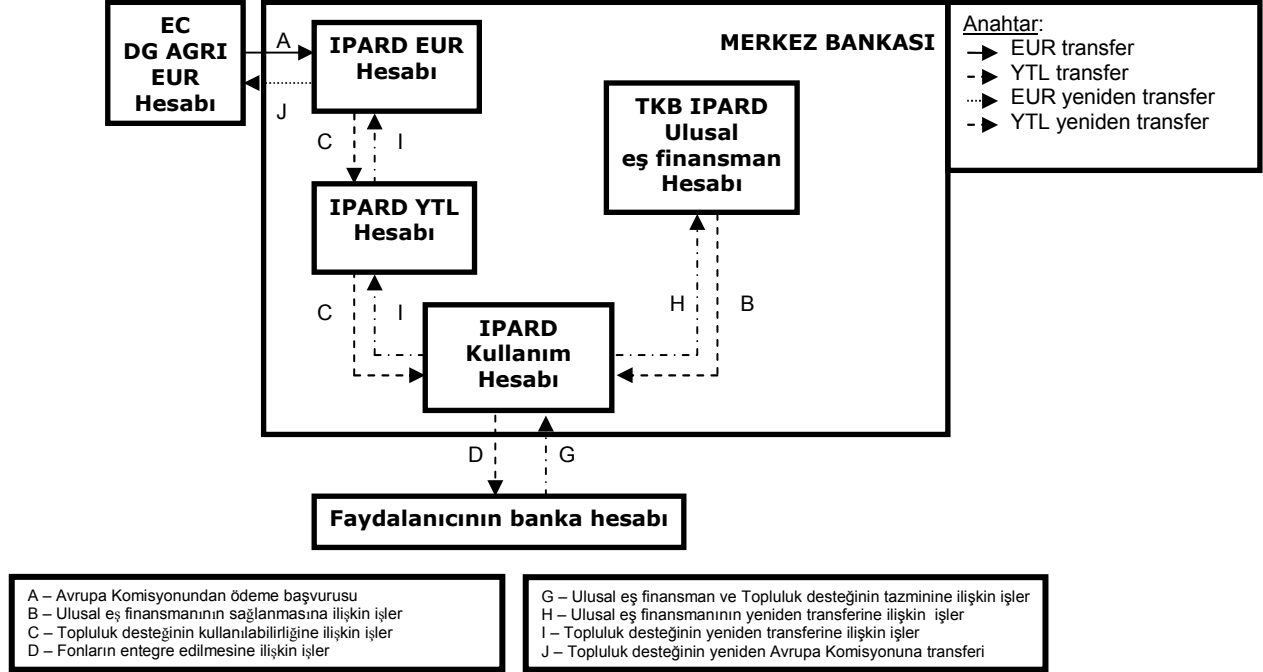 EC
DG AGRI
EUR
Hesabı
A
J
IPARD EUR
Hesabı
MERKEZ BANKASI
Anahtar:
EUR transfer
YTL transfer
EUR yeniden transfer
YTL yeniden transfer
TKB IPARD
Ulusal
eş finansman
Hesabı
C
I
IPARD YTL
Hesabı
C
I
H
B
IPARD
Kullanım
Hesabı
D
G
Faydalanıcının banka hesabı
A – Avrupa Komisyonundan ödeme başvurusu
B – Ulusal eş finansmanının sağlanmasına ilişkin işler
C – Topluluk desteğinin kullanılabilirliğine ilişkin işler
D – Fonların entegre edilmesine ilişkin işler
G – Ulusal eş finansman ve Topluluk desteğinin tazminine ilişkin işler
H – Ulusal eş finansmanının yeniden transferine ilişkin işler
I – Topluluk desteğinin yeniden transferine ilişkin işler
J – Topluluk desteğinin yeniden Avrupa Komisyonuna transferi